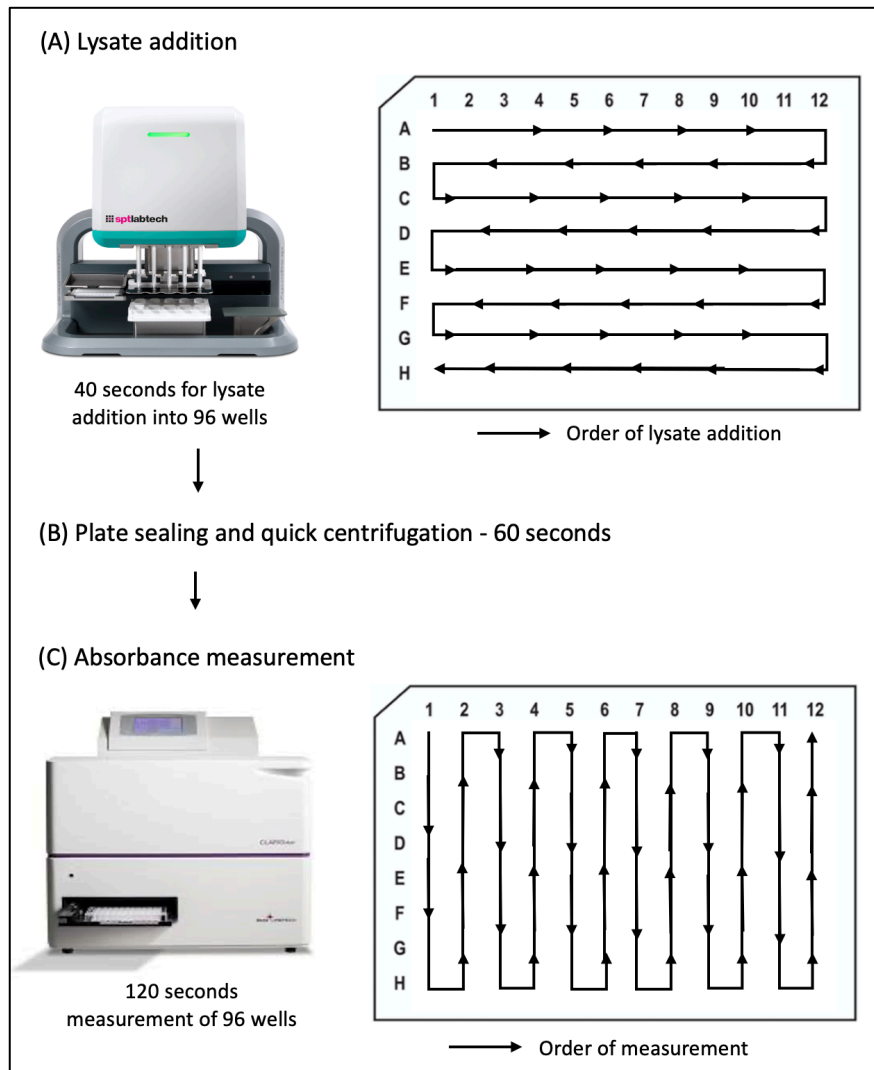 (A) Lysate addition
1 2 3 4 5 6 7 8 9 10 11 12
A
B
C
D
E
F
G
H
sptlabtech
40 seconds for lysate
addition into 96 wells
Order of lysate addition
(B) Plate sealing and quick centrifugation - 60 seconds
(C) Absorbance measurement
1 2 3 4 5 6 7 8 9 10 11 12
A
B
C
D
E
F
G
H
120 seconds
measurement of 96 wells
Order of measurement